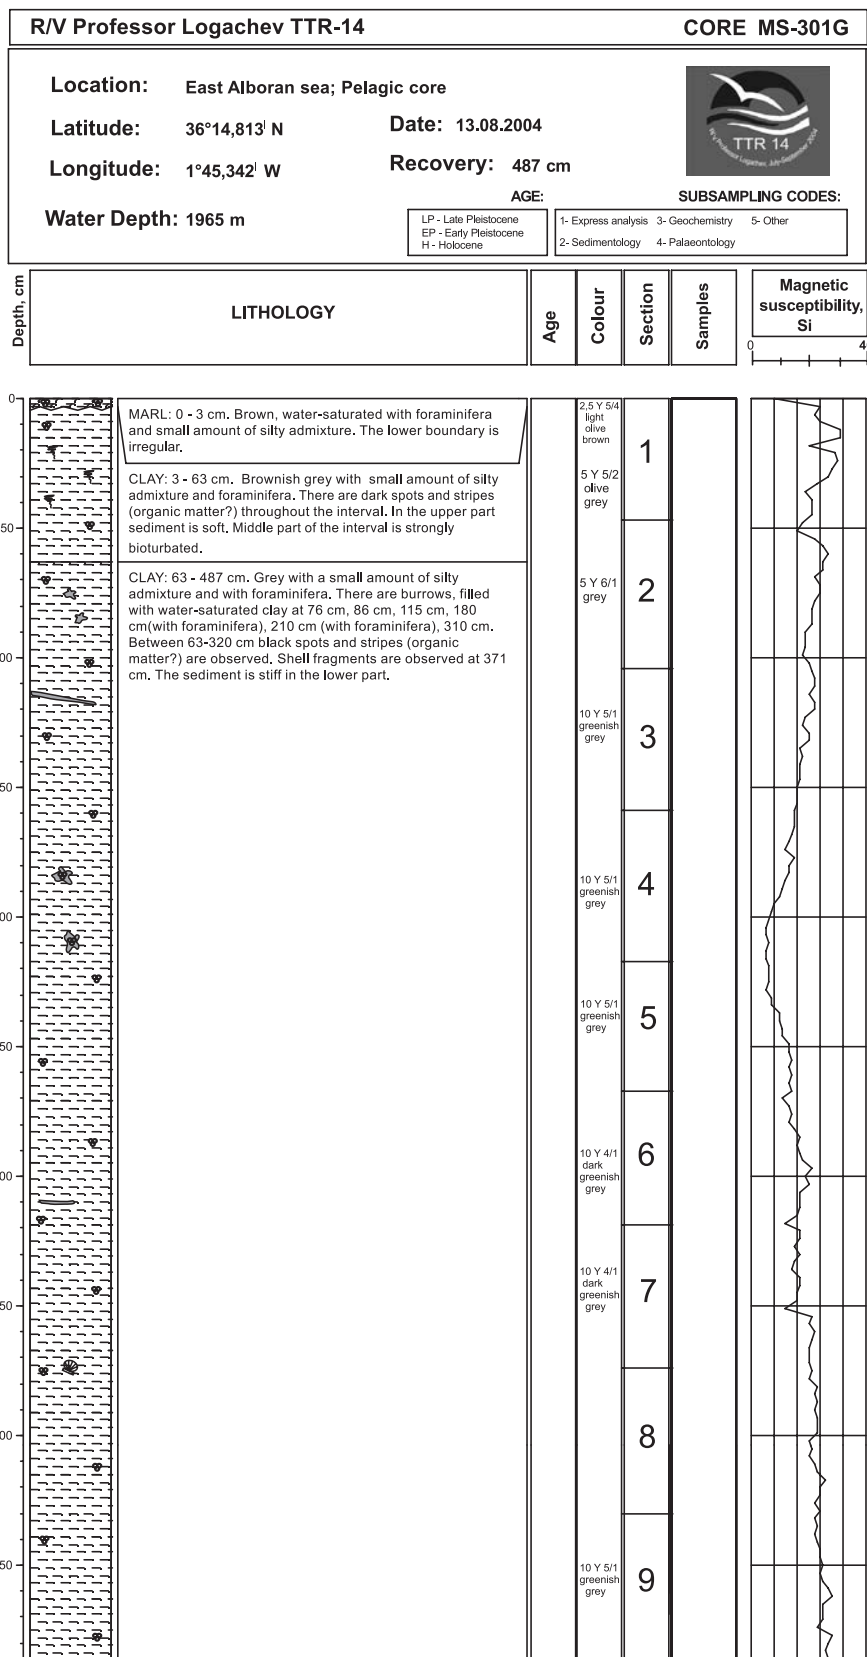 R/V Professor Logachev TTR-14
CORE MS-301G
Location: East Alboran sea; Pelagic core
Latitude: 36°14,813ˡ N
Date: 13.08.2004
Longitude: 1°45,342ˡ W
Recovery: 487 cm
Water Depth: 1965 m
TTR 14
AGE:
LP - Late Pleistocene
EP - Early Pleistocene
H - Holocene
SUBSAMPLING CODES:
1- Express analysis 3- Geochemistry 5- Other
2- Sedimentology 4- Palaeontology
Depth, cm
LITHOLOGY
Age
Colour
Section
Samples
Magnetic
susceptibility,
Si
0 4
0
MARL: 0 - 3 cm. Brown, water-saturated with foraminifera
and small amount of silty admixture. The lower boundary is
irregular.
CLAY: 3 - 63 cm. Brownish grey with small amount of silty
admixture and foraminifera. There are dark spots and stripes
(organic matter?) throughout the interval. In the upper part
sediment is soft. Middle part of the interval is strongly
bioturbated.
CLAY: 63 - 487 cm. Grey with a small amount of silty
admixture and with foraminifera. There are burrows, filled
with water-saturated clay at 76 cm, 86 cm, 115 cm, 180
cm(with foraminifera), 210 cm (with foraminifera), 310 cm.
Between 63-320 cm black spots and stripes (organic
matter?) are observed. Shell fragments are observed at 371
cm. The sediment is stiff in the lower part.
2,5 Y 5/4
light
olive
brown
1
5 Y 5/2
olive
grey
50
5 Y 6/1
grey
2
00
10 Y 5/1
greenish
grey
3
50
10 Y 5/1
greenish
grey
4
00
10 Y 5/1
greenish
grey
5
50
10 Y 4/1
dark
greenish
grey
6
00
10 Y 4/1
dark
greenish
grey
7
50
8
00
50
10 Y 5/1
greenish
grey
9